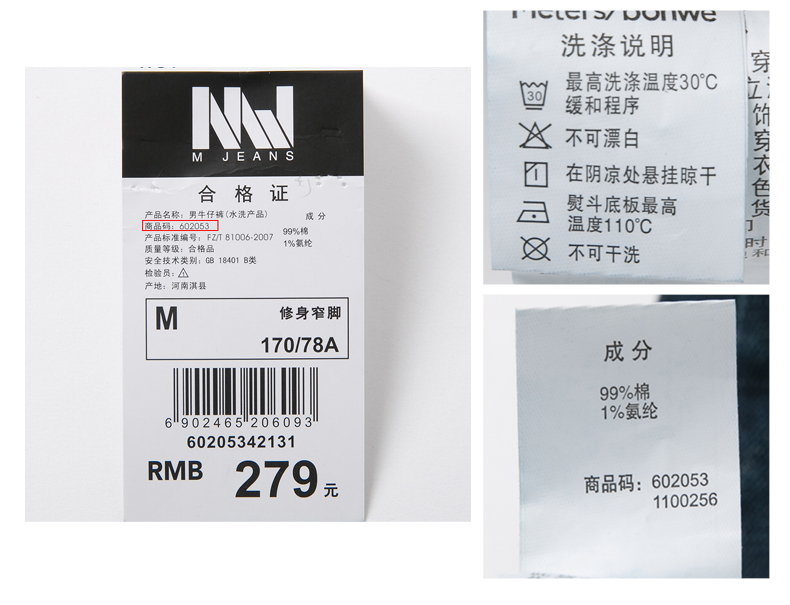 M JEANS
合格证
产品名称：男牛仔裤(水洗产品)
商品码：602053
产品标准编号：FZ/T 81006-2007
质量等级：合格品
安全技术类别：GB 18401 B类
检验员：
产地：河南淇县
成分
99%棉
1%氨纶
M
修身窄脚
170/78A
6902465206093
60205342131
RMB 279元
Meters/bonwe
洗涤说明
30
最高洗涤温度30℃
缓和程序
不可漂白
在阴凉处悬挂晾干
熨斗底板最高
温度110℃
不可干洗
成分
99%棉
1%氨纶
商品码：602053
1100256